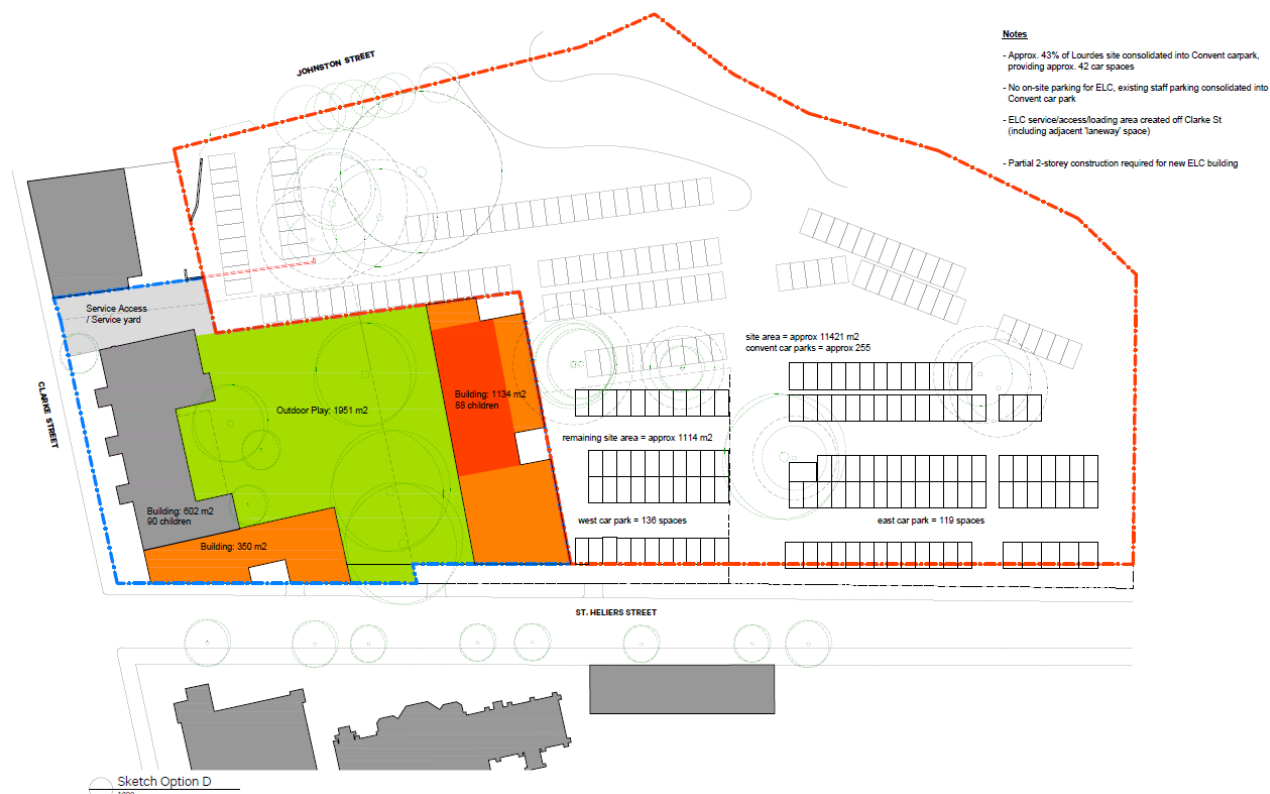 Notes
- Approx. 43% of Lourdes site consolidated into Convent carpark,
providing approx. 42 car spaces
- No on-site parking for ELC, existing staff parking consolidated into
Convent car park
- ELC service/access/loading area created off Clarke St
(including adjacent 'laneway' space)
- Partial 2-storey construction required for new ELC building
JOHNSTON STREET
Service Access
/ Service yard
site area = approx 11421 m2
convent car parks = approx 255
CLARKE STREET
Building: 1134 m2
88 children
Outdoor Play: 1951 m2
remaining site area = approx 1114 m2
Building: 602 m2
90 children
west car park = 136 spaces
east car park = 119 spaces
Building: 350 m2
ST. HELIERS STREET
Sketch Option D